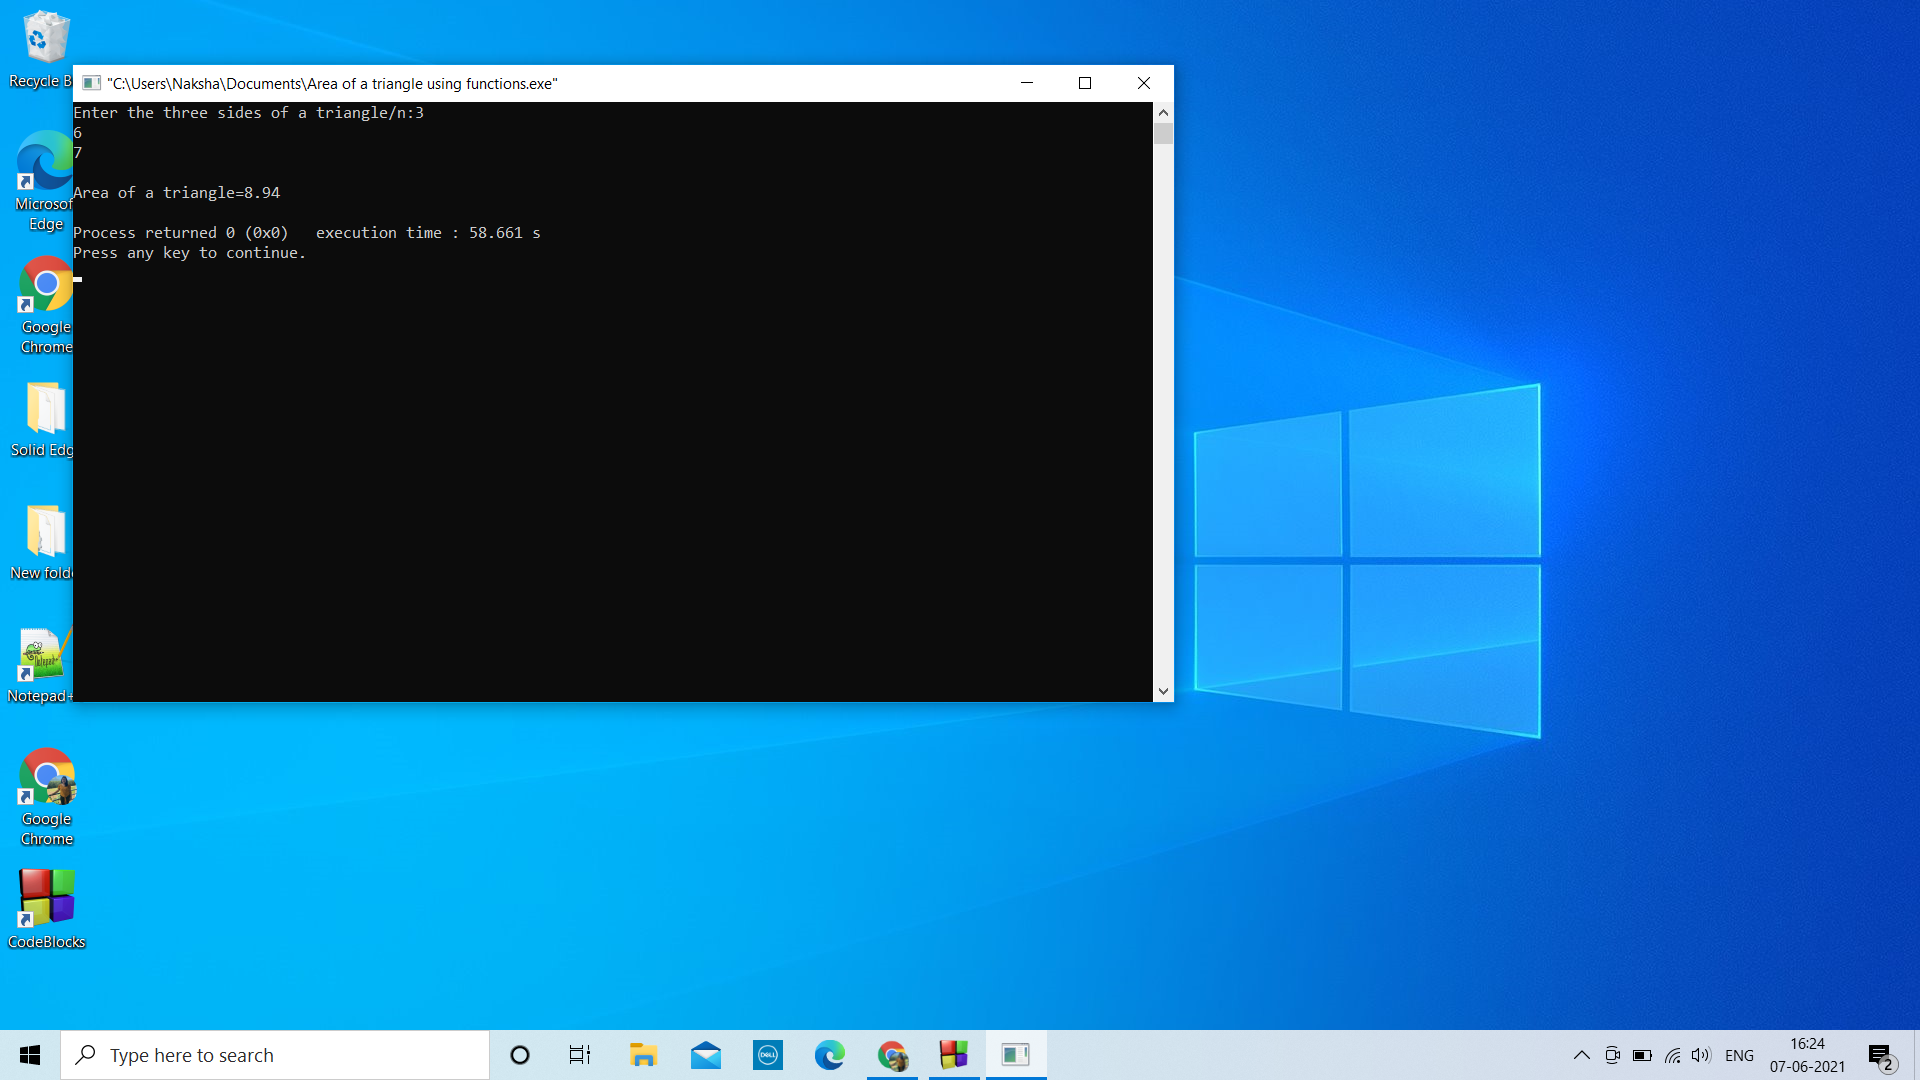 Recycle B
"C:\Users\Naksha\Documents\Area of a triangle using functions.exe"
Enter the three sides of a triangle/n:3
6
7
Area of a triangle=8.94
Process returned 0 (0x0)   execution time : 58.661 s
Press any key to continue.
Microsof
Edge
Google
Chrome
Solid Edg
New folde
Notepad+
Google
Chrome
CodeBlocks
Type here to search
DELL
ENG
16:24
07-06-2021
2